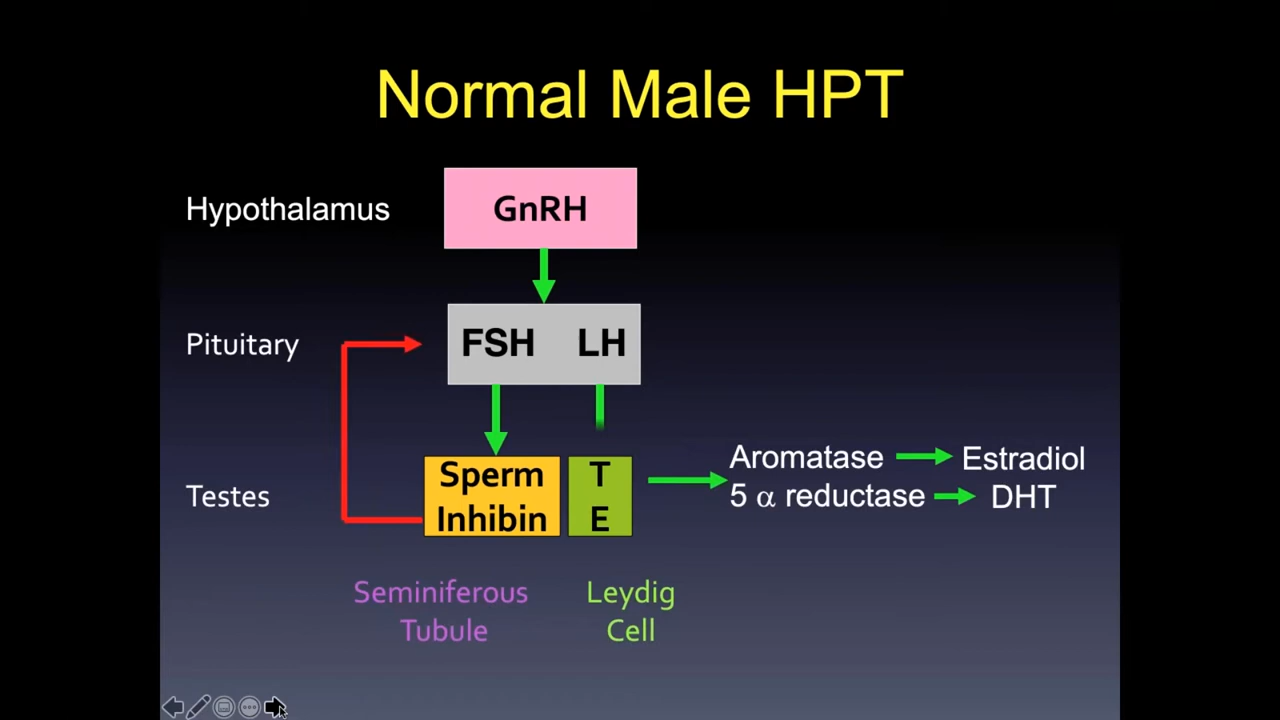 Normal Male HPT
Hypothalamus
GnRH
Pituitary
FSH LH
Testes
Sperm
Inhibin
T
E
Aromatase
Estradiol
5 α reductase
DHT
Seminiferous
Tubule
Leydig
Cell